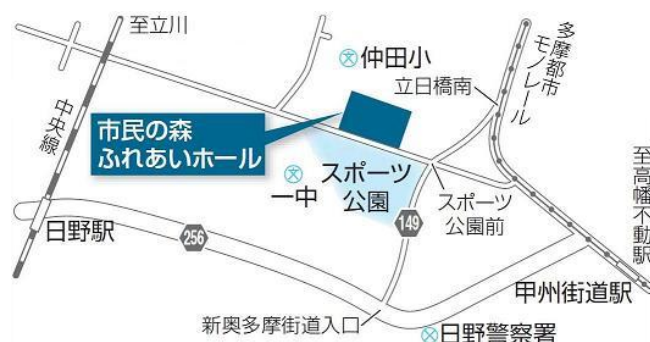 至立川
文
仲田小
多摩都市
モノレール
立日橋南
中央線
市民の森
ふれあいホール
文
一中
スポーツ
公園
スポーツ
公園前
至高幡不動駅
149
日野駅
256
甲州街道駅
新奥多摩街道入口
日野警察署